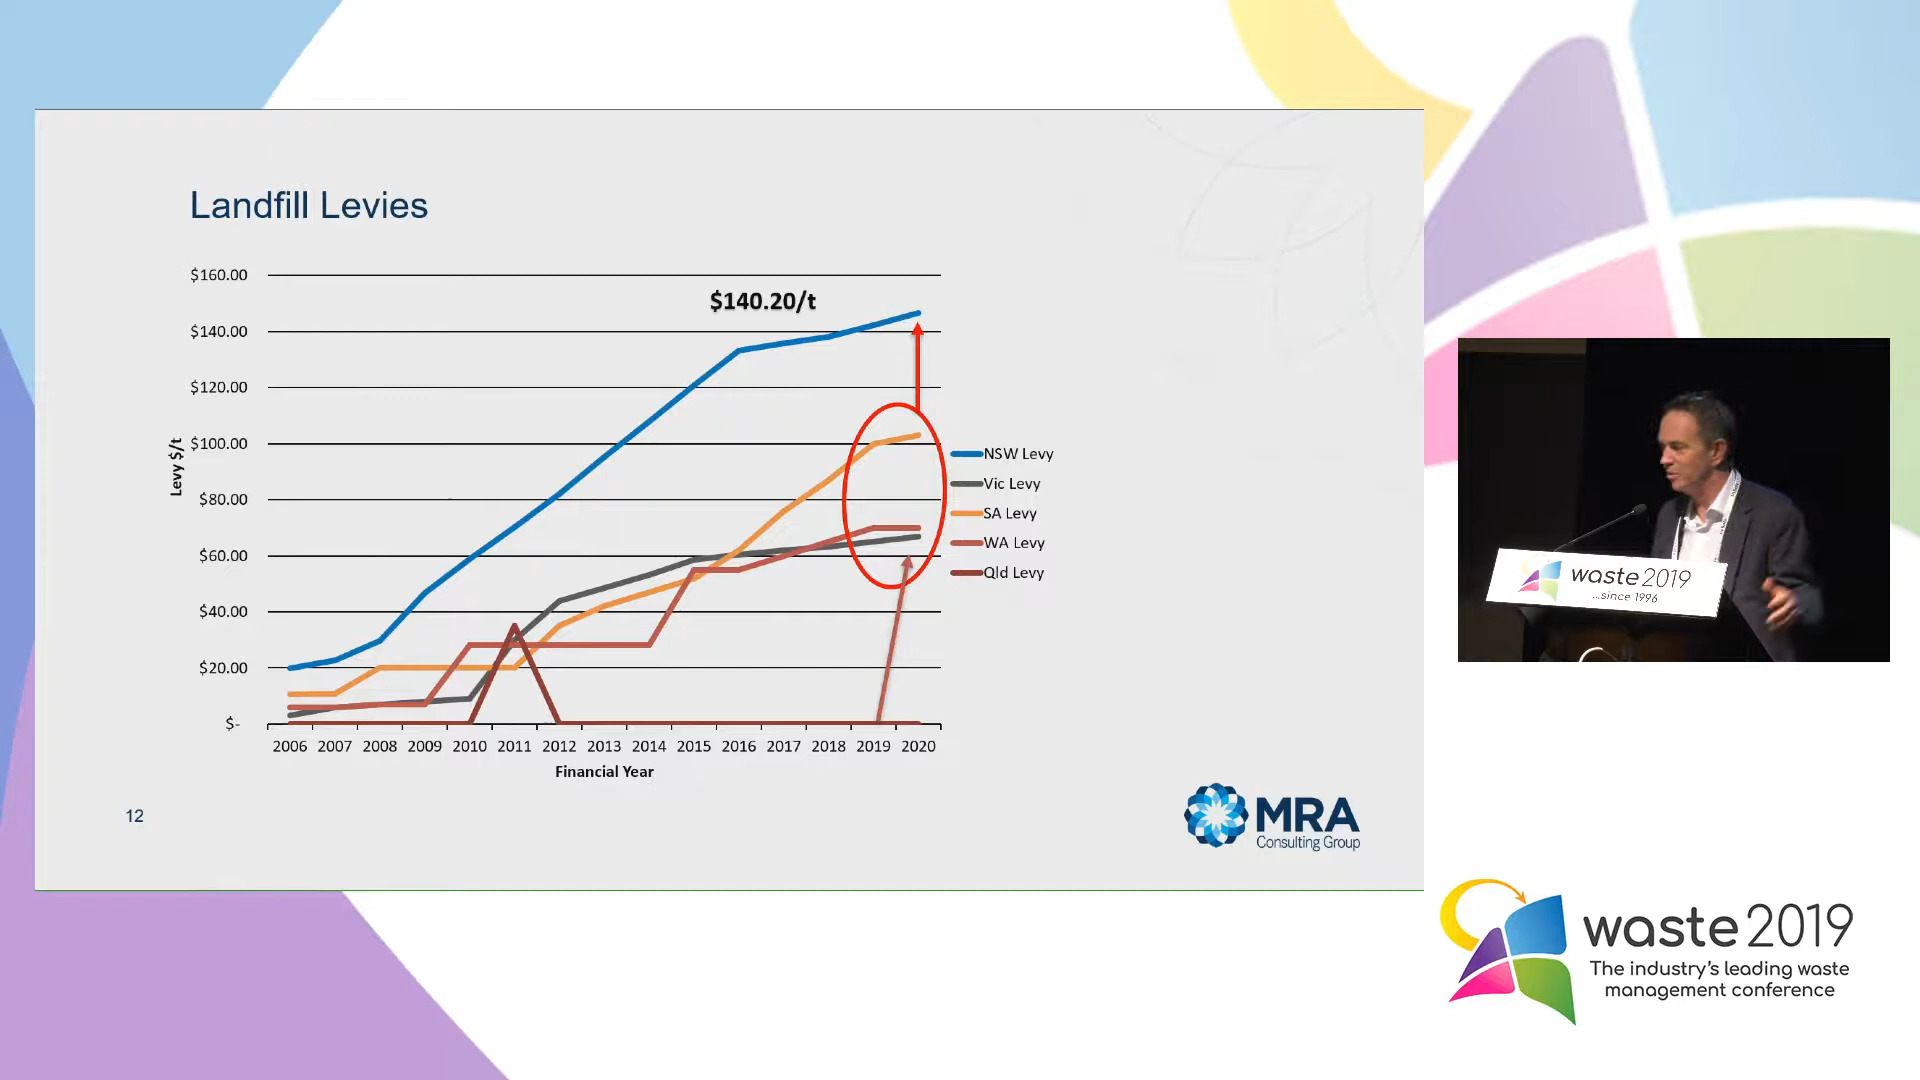 Landfill Levies
$140.20/t
$160.00
$140.00
$120.00
$100.00
$80.00
$60.00
$40.00
$20.00
$-
Levy $/t
2006 2007 2008 2009 2010 2011 2012 2013 2014 2015 2016 2017 2018 2019 2020
Financial Year
NSW Levy
Vic Levy
SA Levy
WA Levy
Qld Levy
12
MRA
Consulting Group
waste 2019
...since 1996
waste 2019
The industry's leading waste
management conference